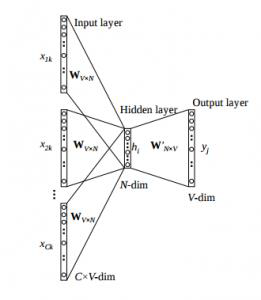 Input layer
x1k
WV×N
Hidden layer
Output layer
x2k
WV×N
hi
W'N×V
yj
N-dim
V-dim
WV×N
xCk
C×V-dim